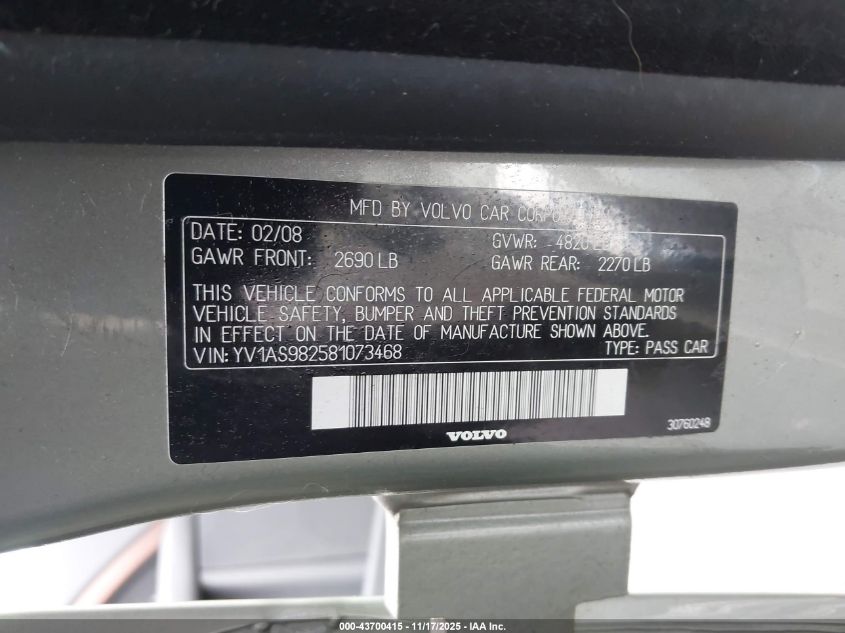 MFD BY VOLVO CAR
DATE: 02/08
GVWR: 4820
GAWR FRONT: 2690 LB
GAWR REAR: 2270 LB
THIS VEHICLE CONFORMS TO ALL APPLICABLE FEDERAL MOTOR
VEHICLE SAFETY, BUMPER AND THEFT PREVENTION STANDARDS
IN EFFECT ON THE DATE OF MANUFACTURE SHOWN ABOVE.
VIN: YV1AS982581073468
TYPE: PASS CAR
30760248
VOLVO
000-43700415 - 11/17/2025 - IAA Inc.